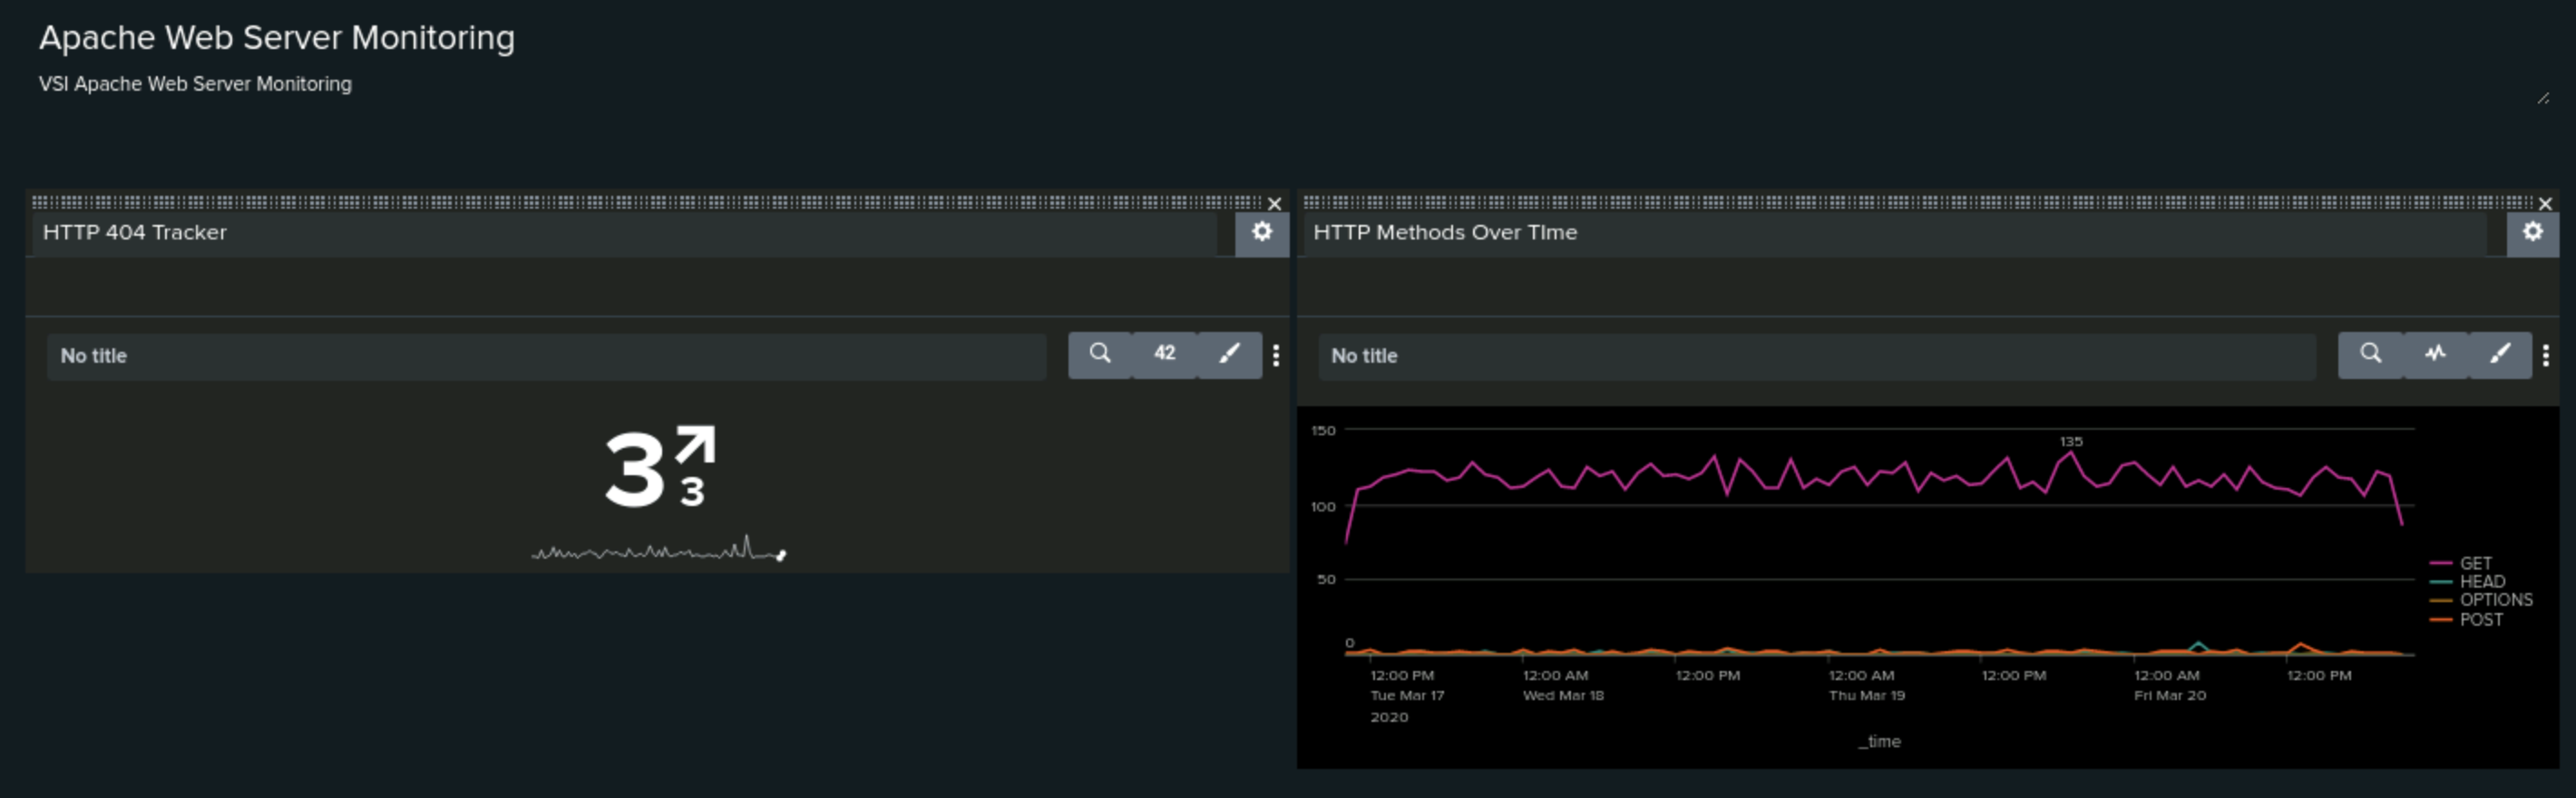 Apache Web Server Monitoring
VSI Apache Web Server Monitoring
HTTP 404 Tracker
No title
42
3
3
HTTP Methods Over TIme
No title
150
135
100
50
0
GET
HEAD
OPTIONS
POST
12:00 PM 12:00 AM 12:00 PM 12:00 AM 12:00 PM 12:00 AM 12:00 PM
Tue Mar 17 Wed Mar 18 Thu Mar 19 Fri Mar 20
2020
_time